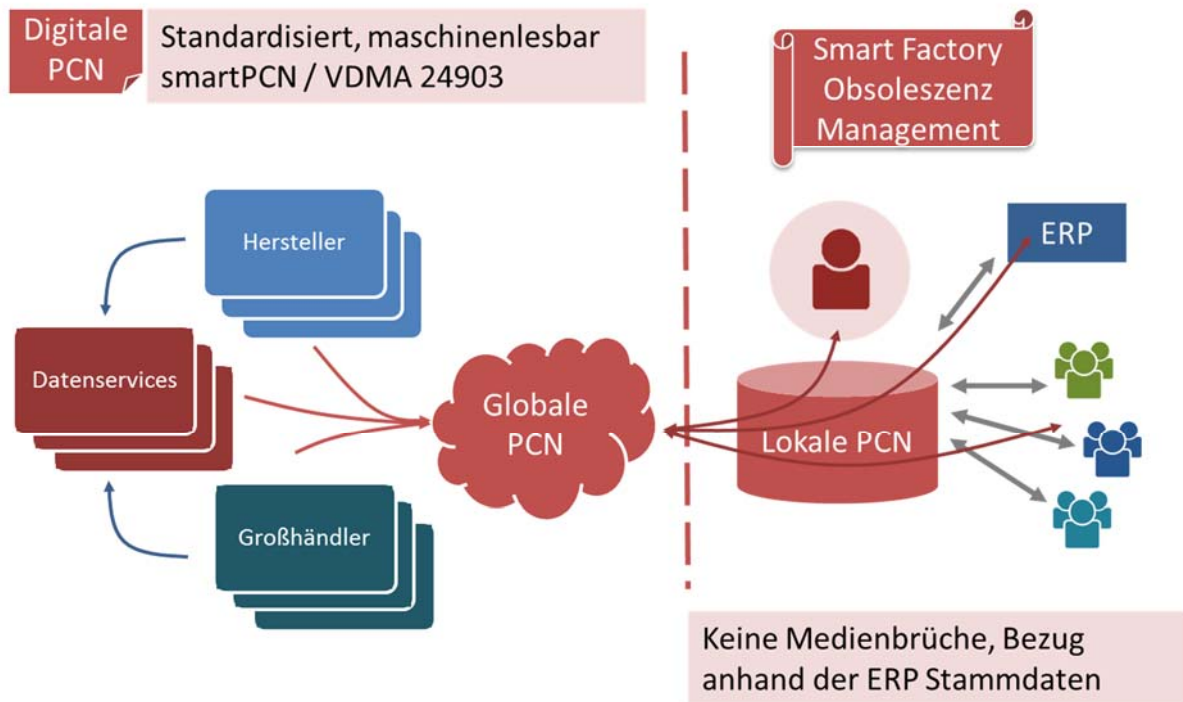 Digitale
PCN
Standardisiert, maschinenlesbar
smartPCN / VDMA 24903
Smart Factory
Obsoleszenz
Management
Hersteller
ERP
Datenservices
Globale
PCN
Lokale PCN
Großhändler
Keine Medienbrüche, Bezug
anhand der ERP Stammdaten